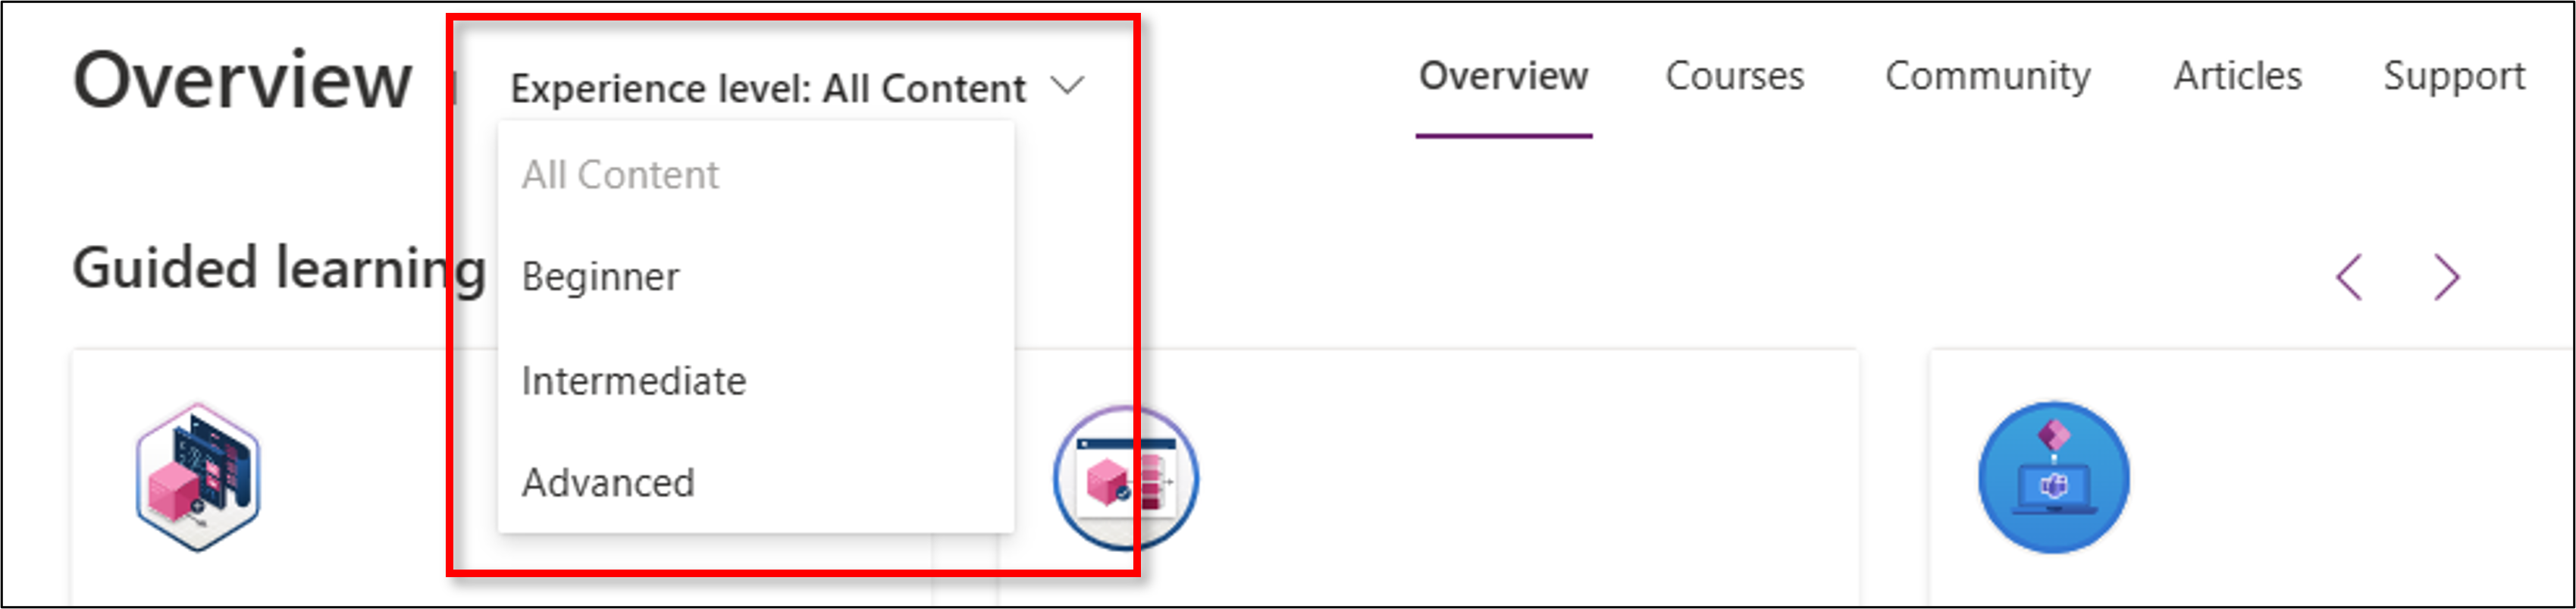 Overview
Experience level: All Content
Overview Courses Community Articles Support
All Content
Beginner
Intermediate
Advanced
Guided learning